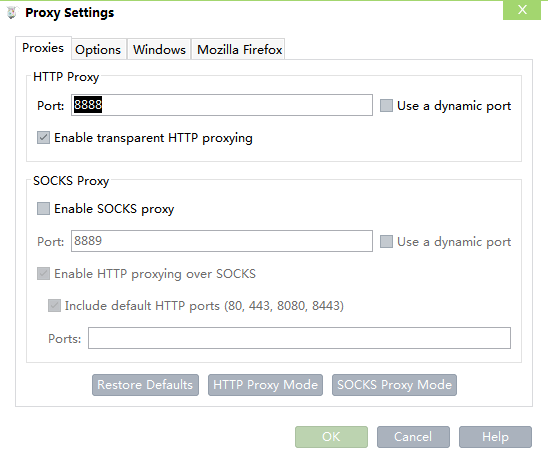 Proxy Settings
X
Proxies Options Windows Mozilla Firefox
HTTP Proxy
Port: 8888 Use a dynamic port
Enable transparent HTTP proxying
SOCKS Proxy
Enable SOCKS proxy
Port: 8889 Use a dynamic port
Enable HTTP proxying over SOCKS
Include default HTTP ports (80, 443, 8080, 8443)
Ports:
Restore Defaults HTTP Proxy Mode SOCKS Proxy Mode
OK Cancel Help